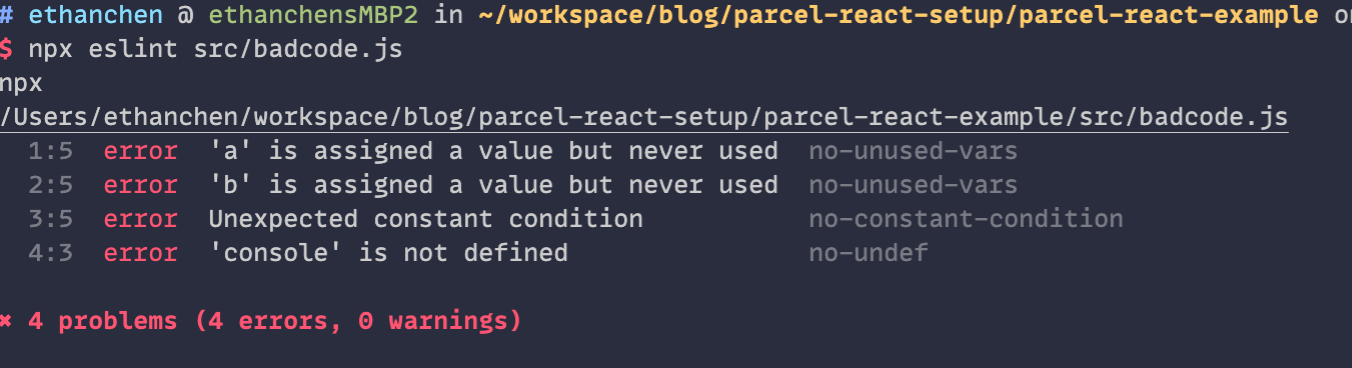 # ethanchen @ ethanchensMBP2 in ~/workspace/blog/parcel-react-setup/parcel-react-example on
$ npx eslint src/badcode.js
npx
/Users/ethanchen/workspace/blog/parcel-react-setup/parcel-react-example/src/badcode.js
1:5 error 'a' is assigned a value but never used no-unused-vars
2:5 error 'b' is assigned a value but never used no-unused-vars
3:5 error Unexpected constant condition no-constant-condition
4:3 error 'console' is not defined no-undef
✖ 4 problems (4 errors, 0 warnings)